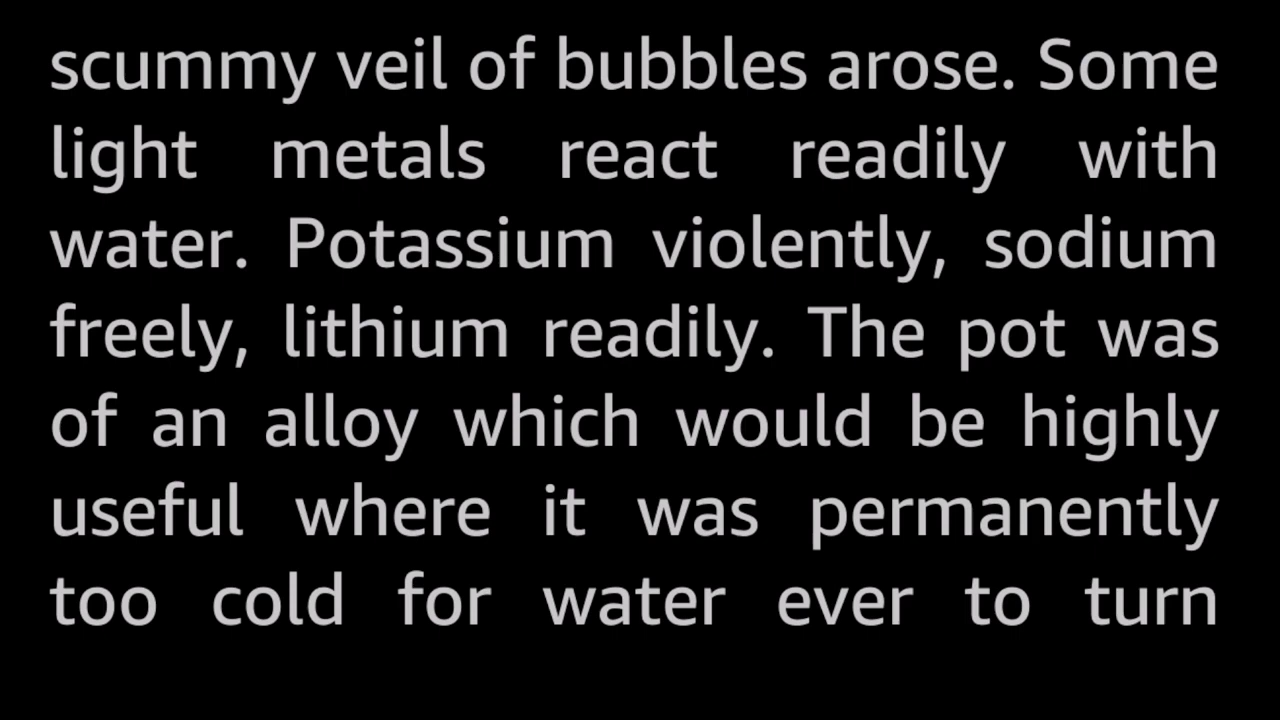 scummy veil of bubbles arose. Some
light metals react readily with
water. Potassium violently, sodium
freely, lithium readily. The pot was
of an alloy which would be highly
useful where it was permanently
too cold for water ever to turn